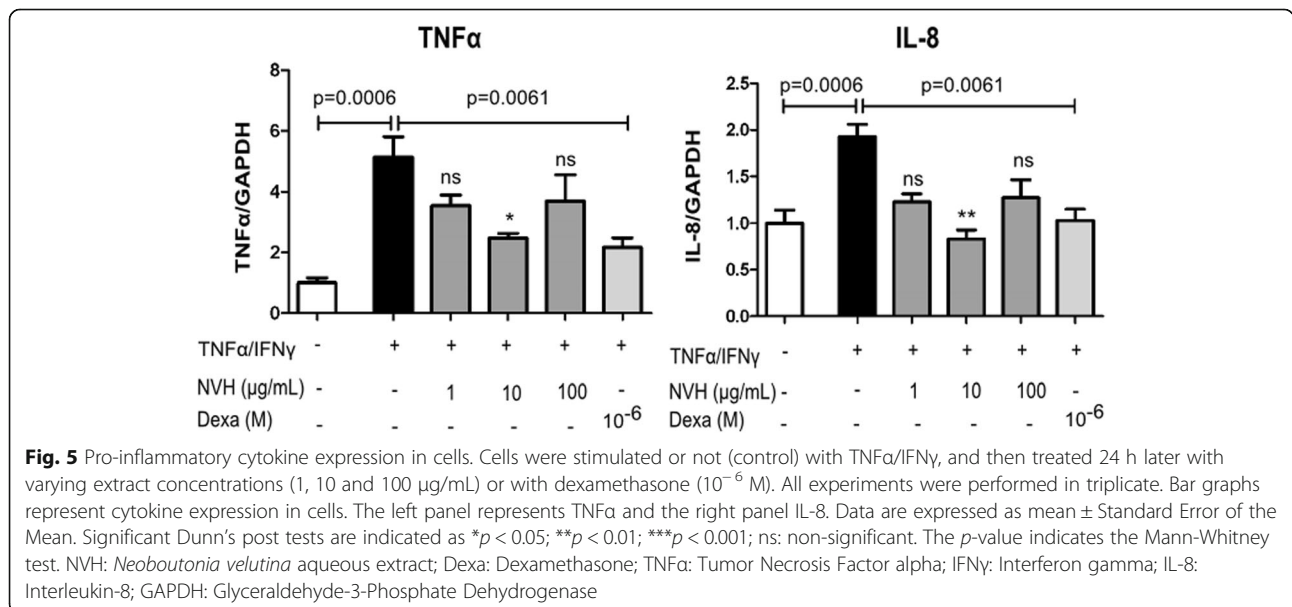 TNFα
p=0.0006
p=0.0061
8
6
4
2
0
TNFα/GAPDH
ns
*
ns
TNFα/IFNγ - + + + + +
NVH (µg/mL) - - 1 10 100 -
Dexa (M) - - - - - 10⁻⁶
IL-8
p=0.0006
p=0.0061
2.5
2.0
1.5
1.0
0.5
0.0
IL-8/GAPDH
ns
**
ns
TNFα/IFNγ - + + + + +
NVH (µg/mL) - - 1 10 100 -
Dexa (M) - - - - - 10⁻⁶
Fig. 5 Pro-inflammatory cytokine expression in cells. Cells were stimulated or not (control) with TNFα/IFNγ, and then treated 24 h later with
varying extract concentrations (1, 10 and 100 µg/mL) or with dexamethasone (10⁻⁶ M). All experiments were performed in triplicate. Bar graphs
represent cytokine expression in cells. The left panel represents TNFα and the right panel IL-8. Data are expressed as mean ± Standard Error of the
Mean. Significant Dunn's post tests are indicated as *p < 0.05; **p < 0.01; ***p < 0.001; ns: non-significant. The p-value indicates the Mann-Whitney
test. NVH: Neoboutonia velutina aqueous extract; Dexa: Dexamethasone; TNFα: Tumor Necrosis Factor alpha; IFNγ: Interferon gamma; IL-8:
Interleukin-8; GAPDH: Glyceraldehyde-3-Phosphate Dehydrogenase